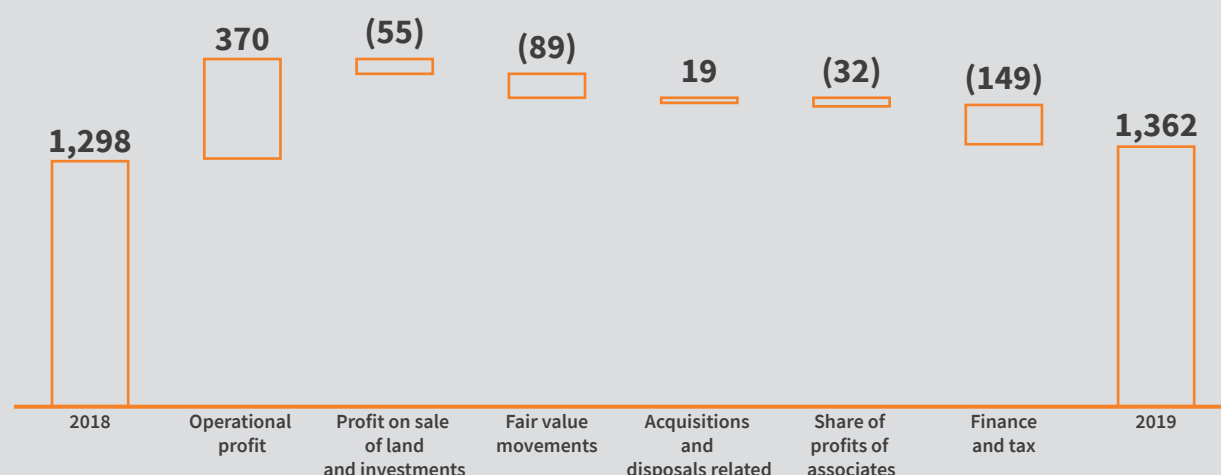 370
(55)
(89)
19
(32)
(149)
1,298
1,362
2018
Operational
profit
Profit on sale
of land
and investments
Fair value
movements
Acquisitions
and
disposals related
Share of
profits of
associates
Finance
and tax
2019